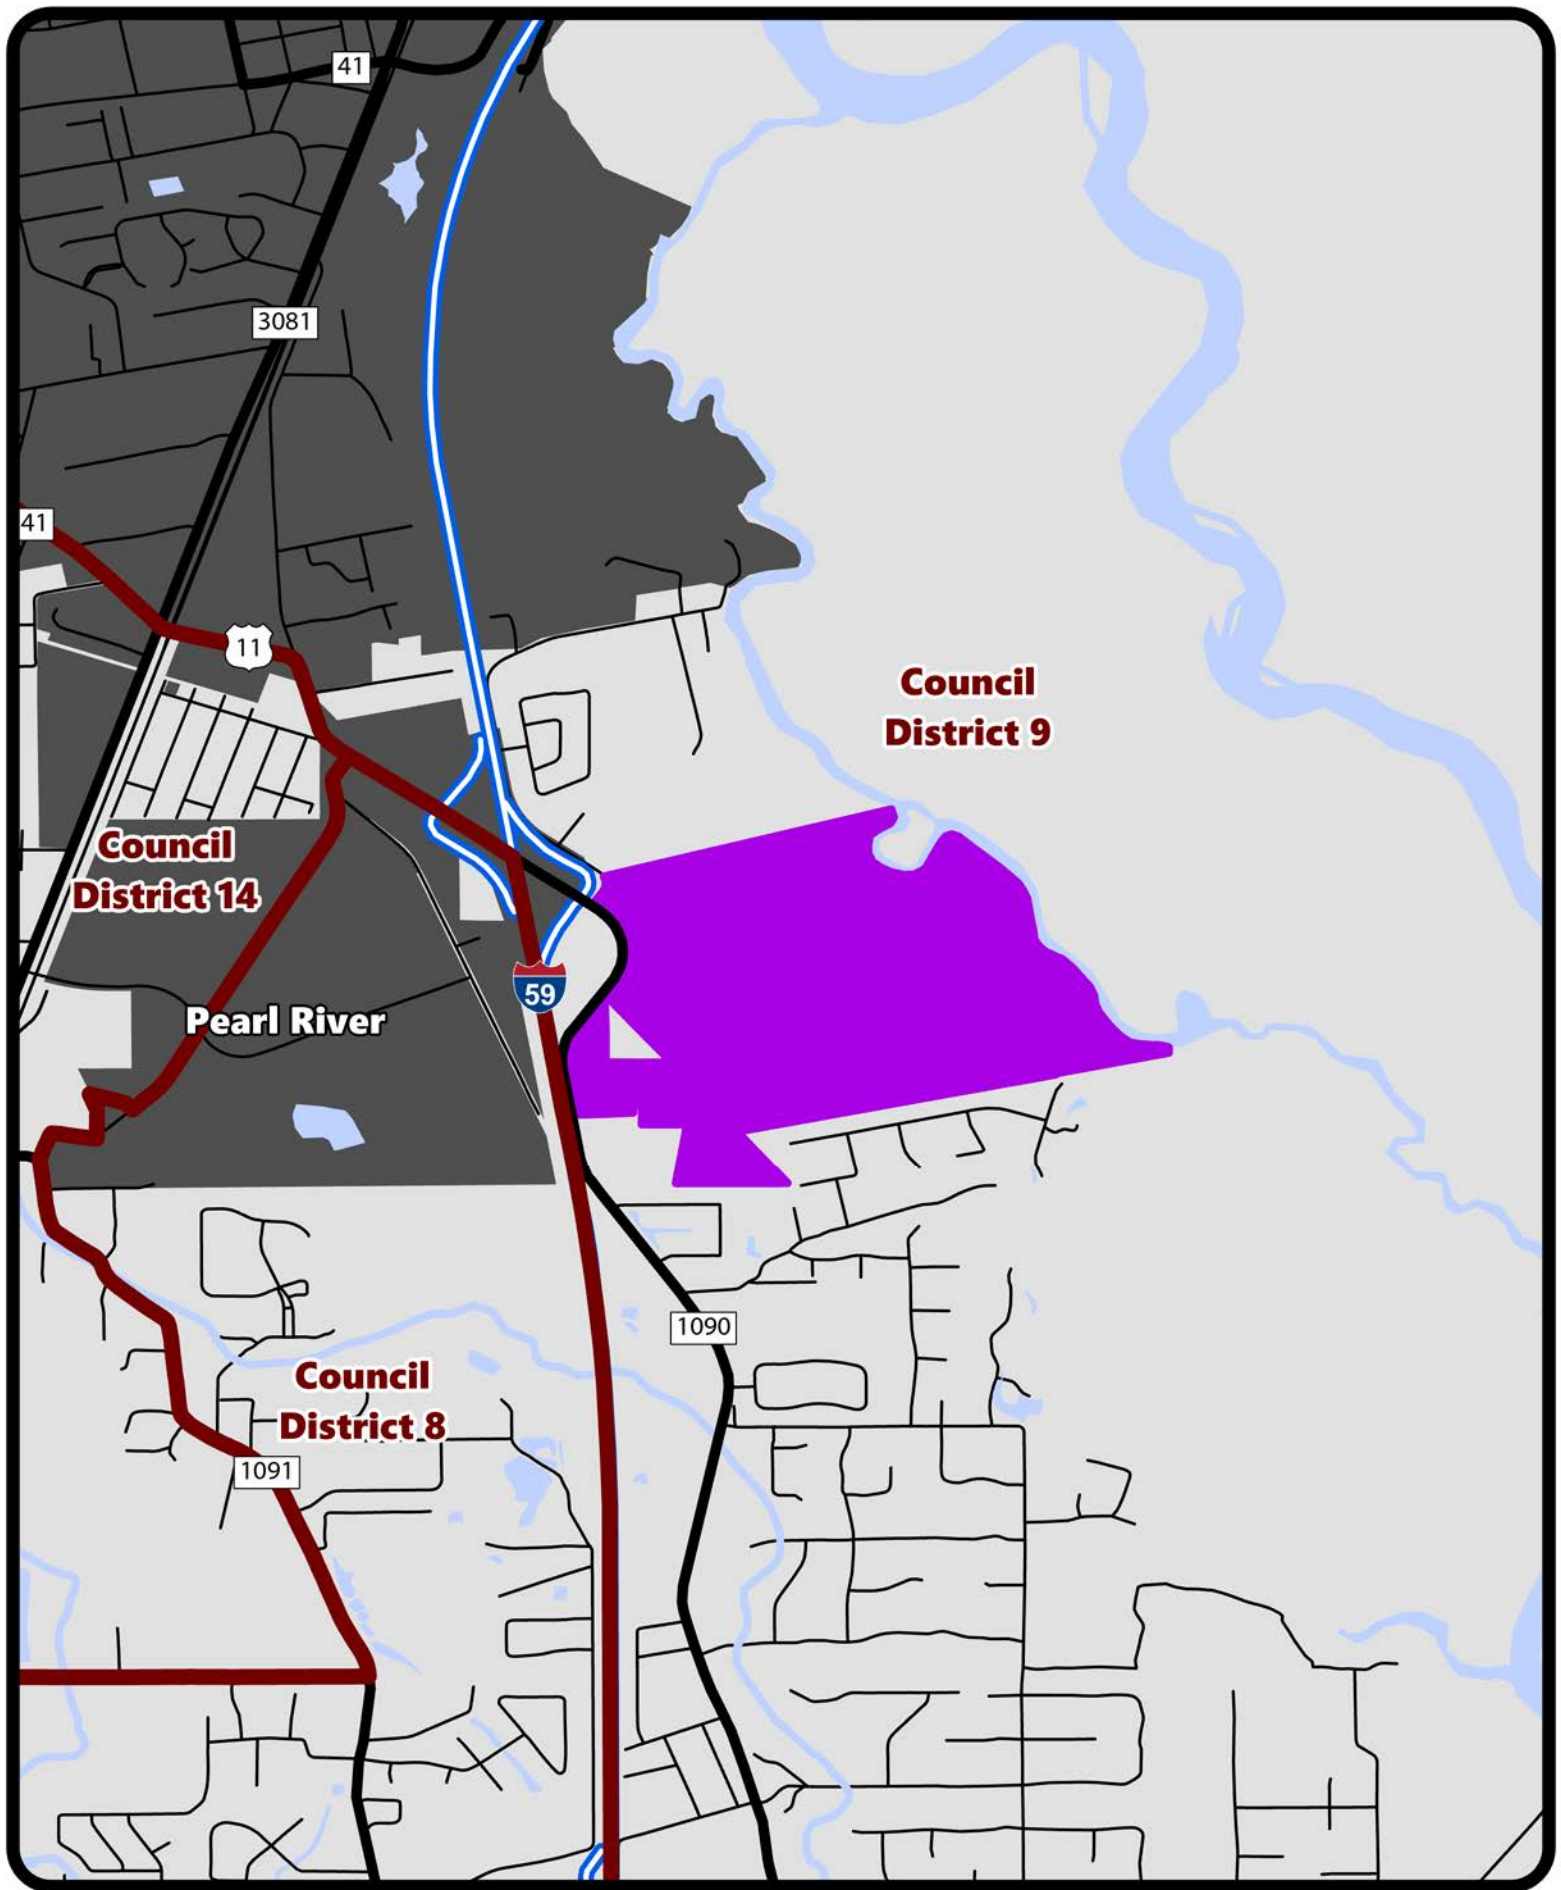 41
3081
41
11
Council
District 9
Council
District 14
59
Pearl River
1090
Council
District 8
1091